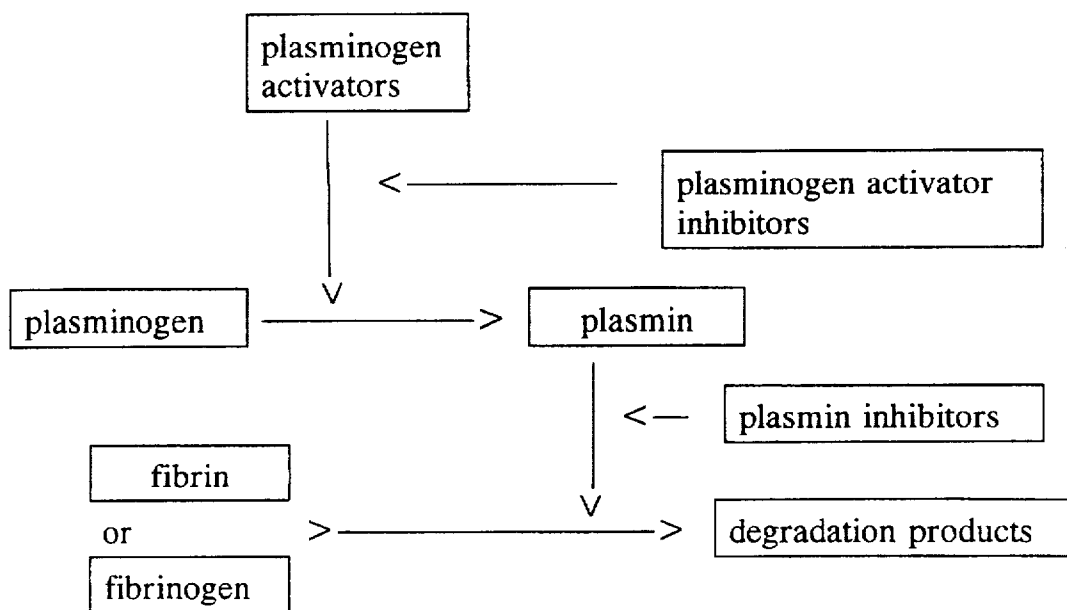 plasminogen
activators
plasminogen activator
inhibitors
plasminogen
plasmin
plasmin inhibitors
fibrin
or
degradation products
fibrinogen